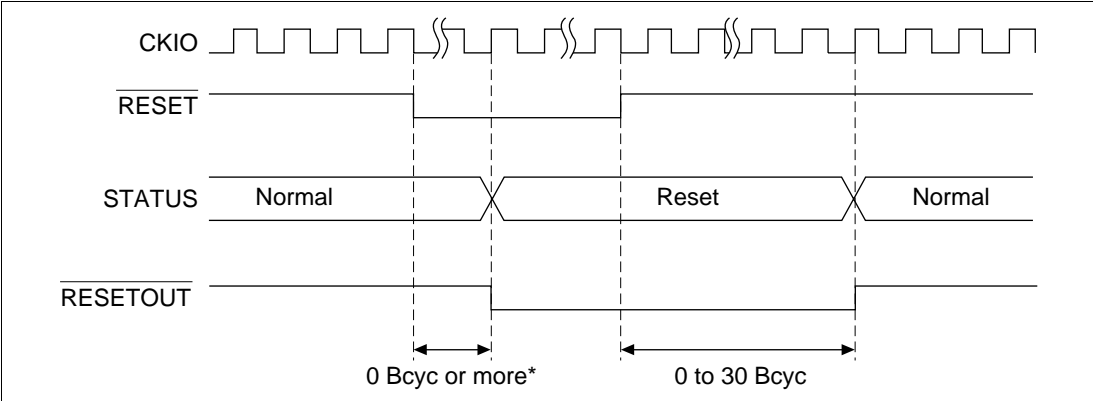 CKIO
RESET
STATUS Normal Reset Normal
RESETOUT
0 Bcyc or more* 0 to 30 Bcyc